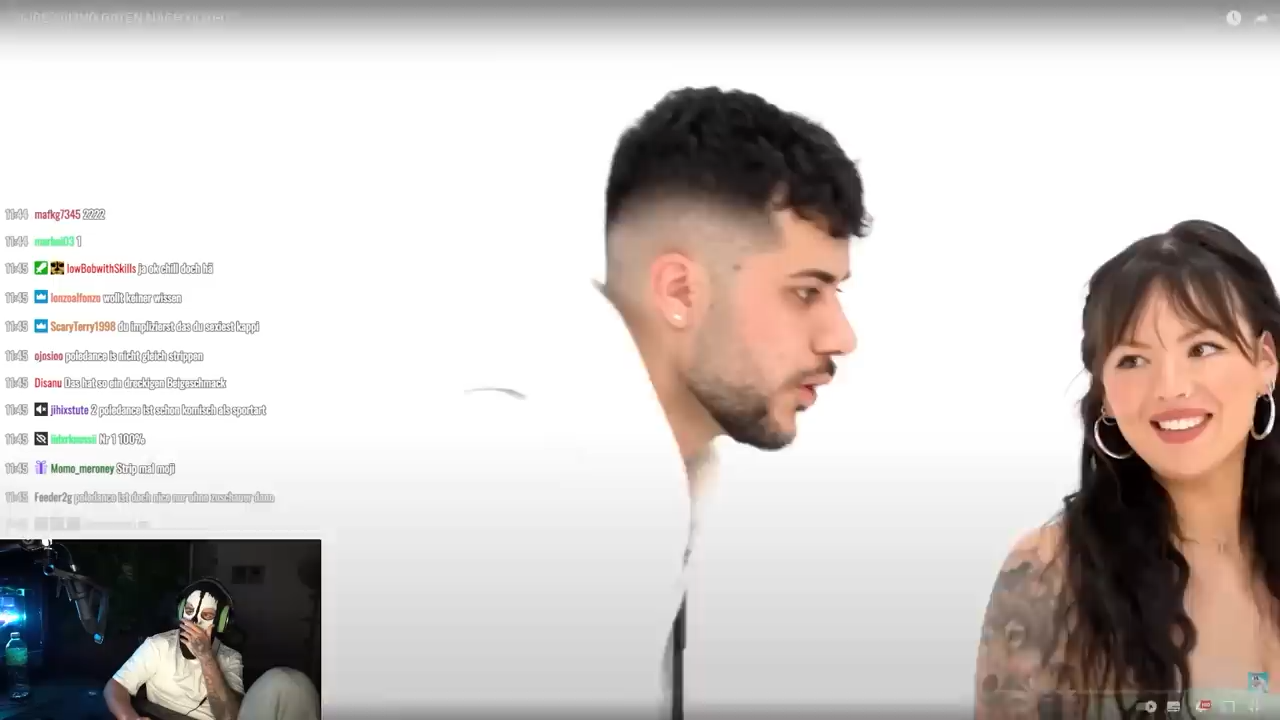 11:44 mafkg7345 2222
11:44 1
11:45 lowBobwithSkills ja ok chill doch hä
11:45 lonzoalfonzo wollt keiner wissen
11:45 ScaryTerry1998 du implizierst das du sexiest kappi
11:45 ojosioo poledance is nicht gleich strippen
11:45 Disanu Das hat so ein dreckigen Beigeschmack
11:45 jihixstute 2 poledance ist schon komisch als sportart
11:45 Nr 1 100%
11:45 Momo_meroney Strip mal moji
11:45 Feeder2g poledance ist doch nice nur ohne zuschauer dann